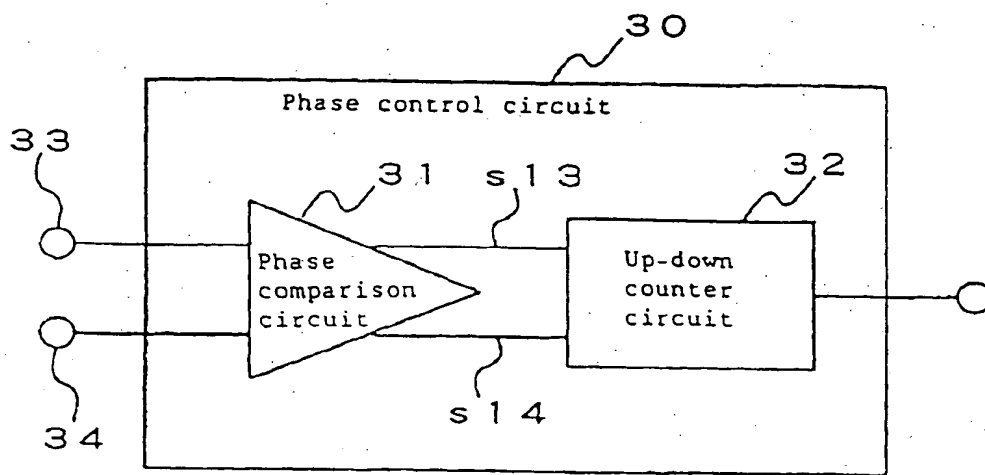 30
Phase control circuit
33
31
s13
32
Phase
comparison
circuit
Up-down
counter
circuit
34
s14